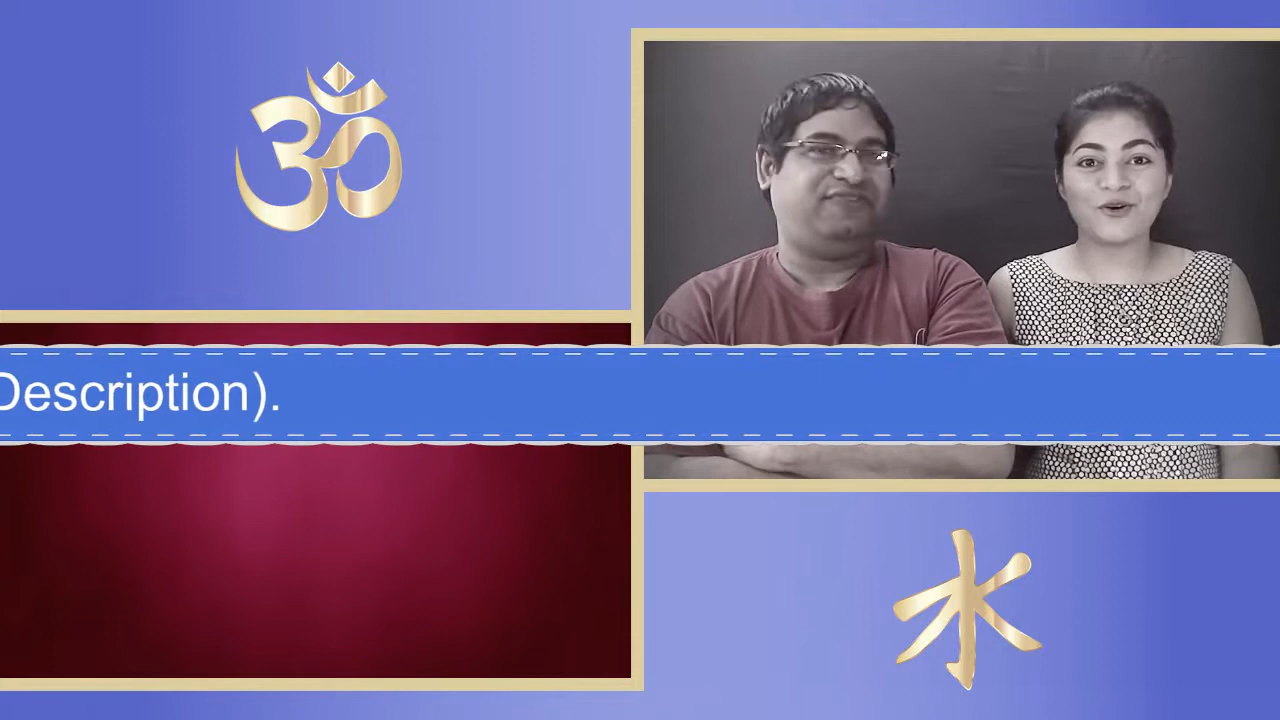 ॐ
Description).
水